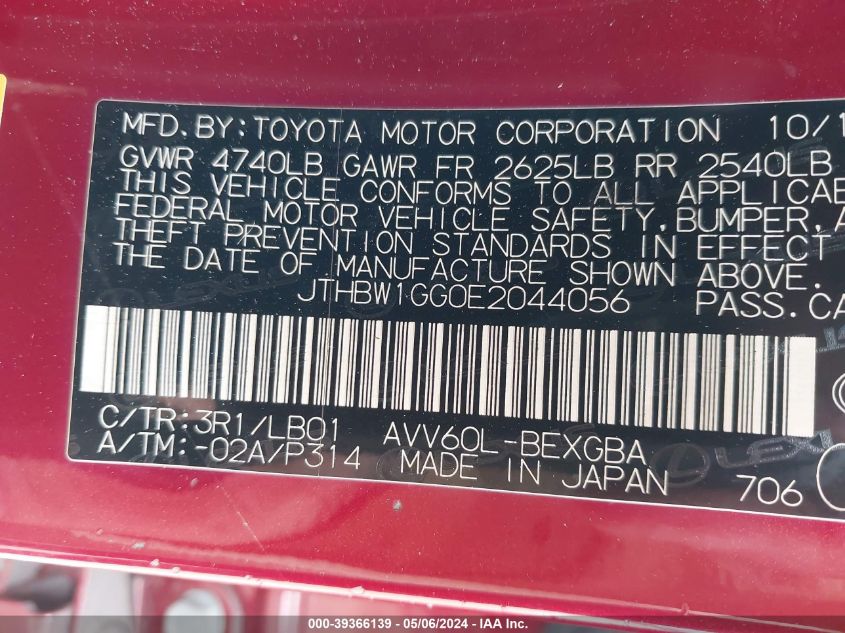 MFD.BY:TOYOTA MOTOR CORPORATION 10/1
GVWR 4740LB GAWR FR 2625LB RR 2540LB
THIS VEHICLE CONFORMS TO ALL APPLICAB
FEDERAL MOTOR VEHICLE SAFETY,BUMPER,A
THEFT PREVENTION STANDARDS IN EFFECT
THE DATE OF MANUFACTURE SHOWN ABOVE.
JTHBW1GG0E2044056 PASS.CA
C/TR:3R1/LB01 AVV60L-BEXGBA
A/TM:-02A/P314 MADE IN JAPAN 706
LEXUS
000-39366139 - 05/06/2024 - IAA Inc.